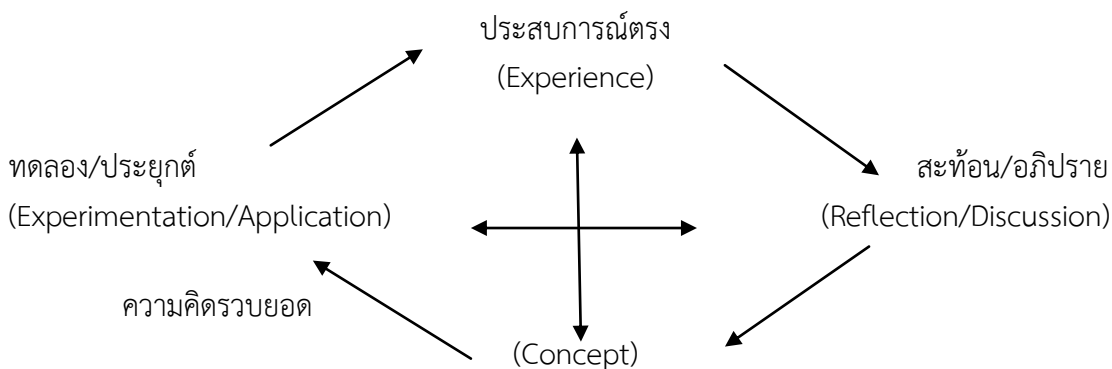 ประสบการณ์ตรง
(Experience)
ทดลอง/ประยุกต์
(Experimentation/Application)
สะท้อน/อภิปราย
(Reflection/Discussion)
ความคิดรวบยอด
(Concept)